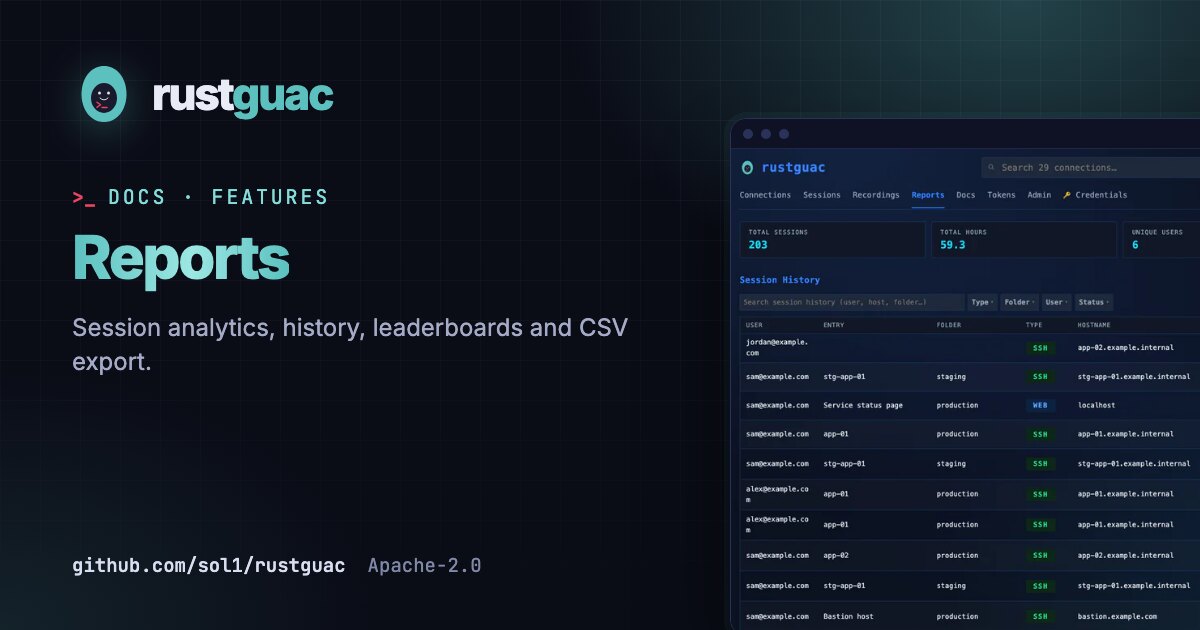 rustguac
>_ DOCS · FEATURES
Reports
Session analytics, history, leaderboards and CSV
export.
github.com/sol1/rustguac Apache-2.0
rustguac
Search 29 connections…
Connections Sessions Recordings Reports Docs Tokens Admin Credentials
TOTAL SESSIONS TOTAL HOURS UNIQUE USERS
203 59.3 6
Session History
Search session history (user, host, folder…) Type Folder User Status
USER ENTRY FOLDER TYPE HOSTNAME
jordan@example.
com SSH app-02.example.internal
sam@example.com stg-app-01 staging SSH stg-app-01.example.internal
sam@example.com Service status page production WEB localhost
sam@example.com app-01 production SSH app-01.example.internal
sam@example.com stg-app-01 staging SSH stg-app-01.example.internal
alex@example.co
m app-01 production SSH app-01.example.internal
alex@example.co
m app-01 production SSH app-01.example.internal
sam@example.com app-02 production SSH app-02.example.internal
sam@example.com stg-app-01 staging SSH stg-app-01.example.internal
sam@example.com Bastion host production SSH bastion.example.com